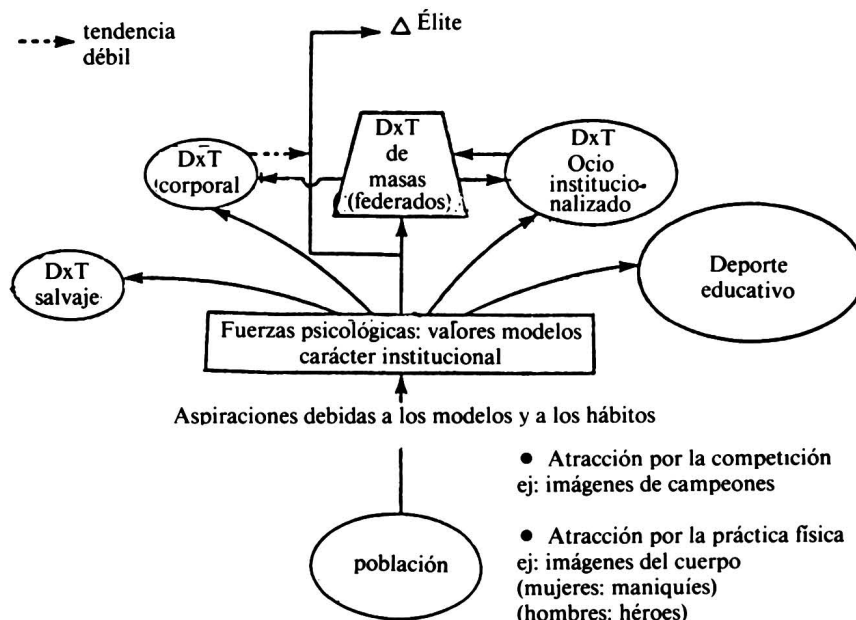 tendencia
débil
Élite
DxT
corporal
DxT
de
masas
(federados)
DxT
Ocio
institucio-
nalizado
DxT
salvaje
Deporte
educativo
Fuerzas psicológicas: valores modelos
carácter institucional
Aspiraciones debidas a los modelos y a los hábitos
población
● Atracción por la competición
ej: imágenes de campeones
● Atracción por la práctica física
ej: imágenes del cuerpo
(mujeres: maniquíes)
(hombres: héroes)